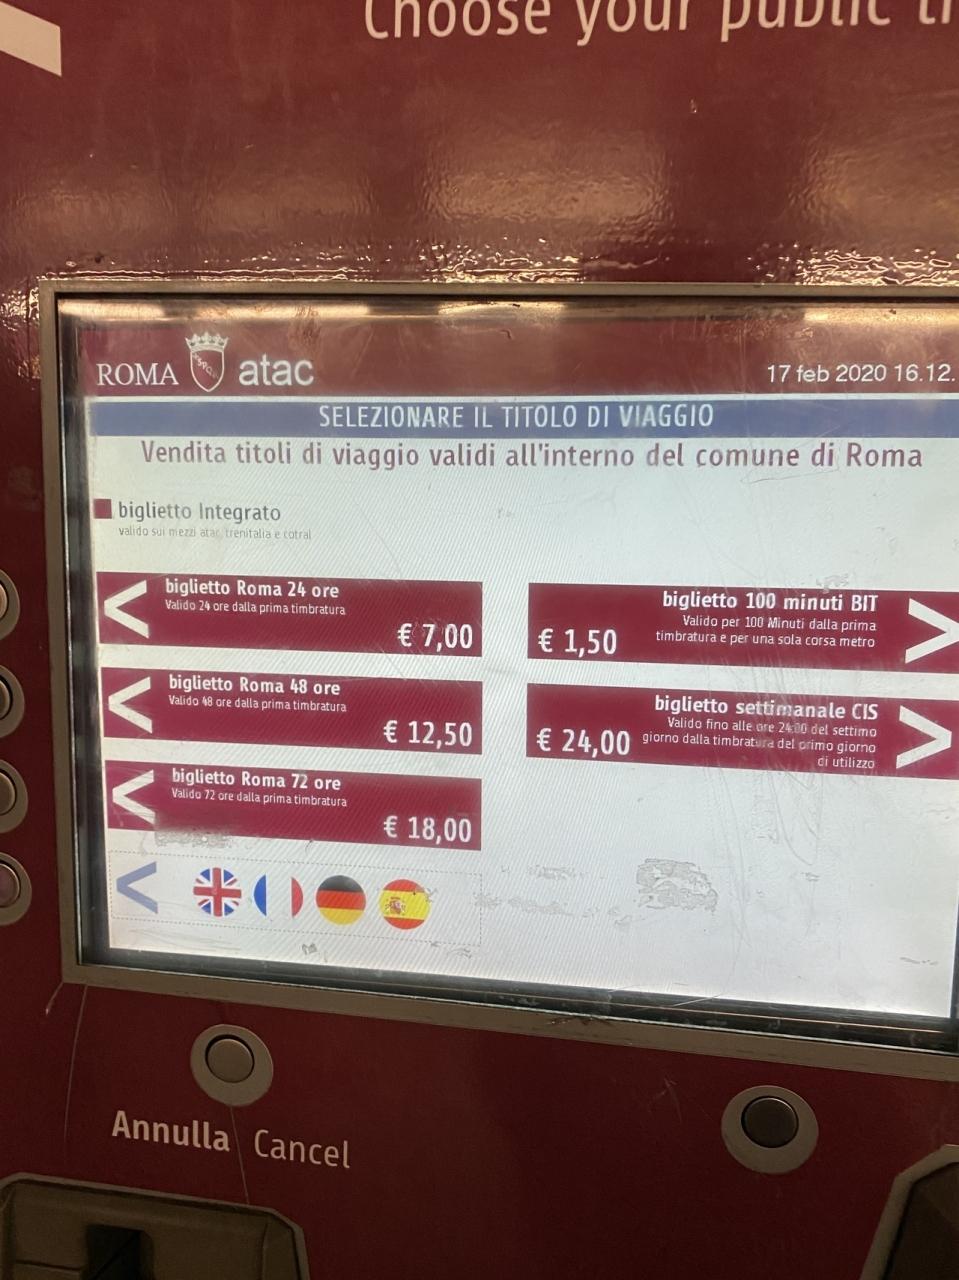 Choose your public
ROMA SPQR atac
17 feb 2020 16.12.
SELEZIONARE IL TITOLO DI VIAGGIO
Vendita titoli di viaggio validi all'interno del comune di Roma
biglietto Integrato
valido sui mezzi atac, trenitalia e cotral
biglietto Roma 24 ore
Valido 24 ore dalla prima timbratura
€ 7,00
biglietto 100 minuti BIT
Valido per 100 Minuti dalla prima
timbratura e per una sola corsa metro
€ 1,50
biglietto Roma 48 ore
Valido 48 ore dalla prima timbratura
€ 12,50
biglietto settimanale CIS
Valido fino alle ore 24:00 del settimo
giorno dalla timbratura del primo giorno
di utilizzo
€ 24,00
biglietto Roma 72 ore
Valido 72 ore dalla prima timbratura
€ 18,00
Annulla Cancel